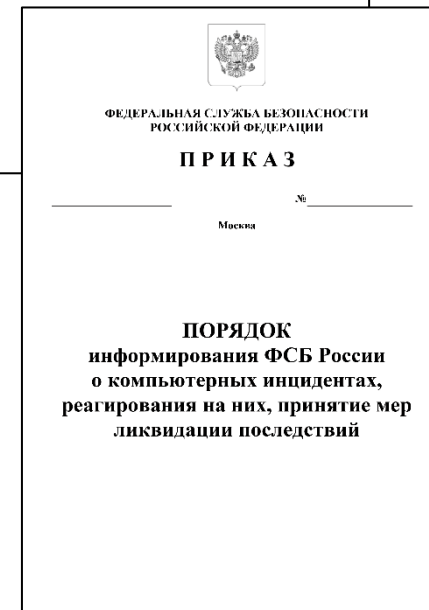 ФЕДЕРАЛЬНАЯ СЛУЖБА БЕЗОПАСНОСТИ
РОССИЙСКОЙ ФЕДЕРАЦИИ
ПРИКАЗ
№
Москва
ПОРЯДОК
информирования ФСБ России
о компьютерных инцидентах,
реагирования на них, принятие мер
ликвидации последствий